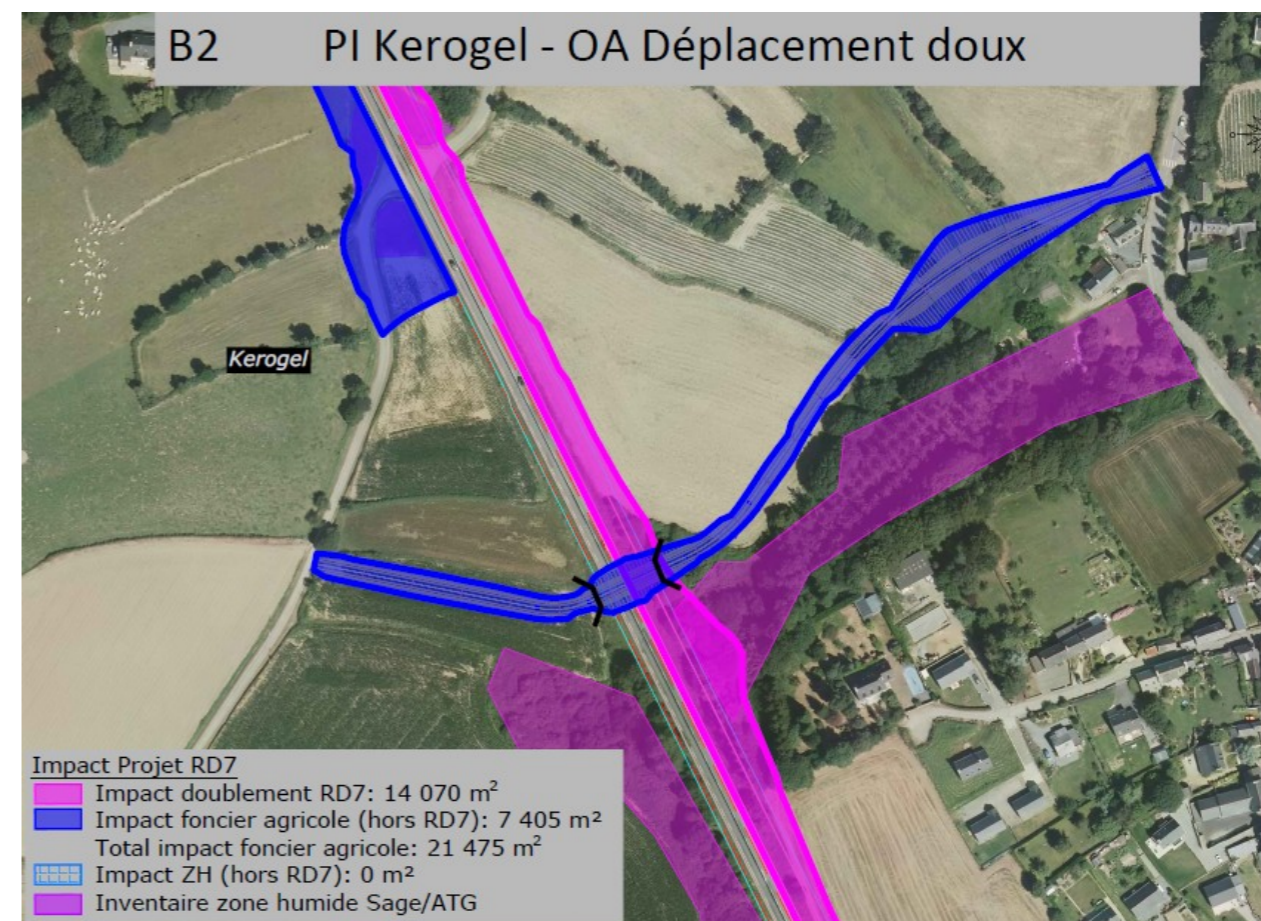 B2 PI Kerogel - OA Déplacement doux
Kerogel
Impact Projet RD7
Impact doublement RD7: 14 070 m²
Impact foncier agricole (hors RD7): 7 405 m²
Total impact foncier agricole: 21 475 m²
Impact ZH (hors RD7): 0 m²
Inventaire zone humide Sage/ATG